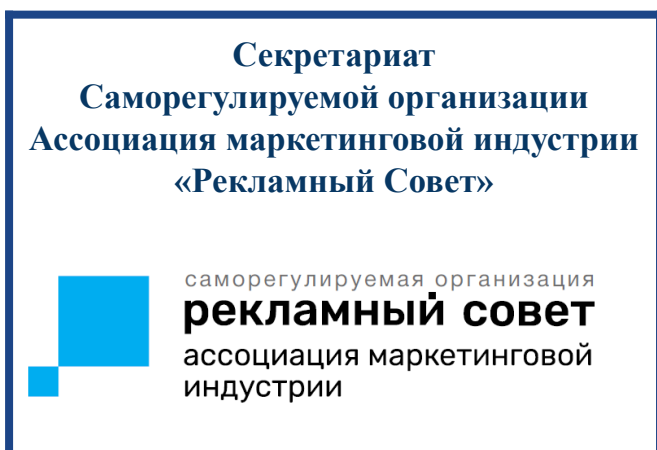 Секретариат
Саморегулируемой организации
Ассоциация маркетинговой индустрии
«Рекламный Совет»
саморегулируемая организация
рекламный совет
ассоциация маркетинговой
индустрии